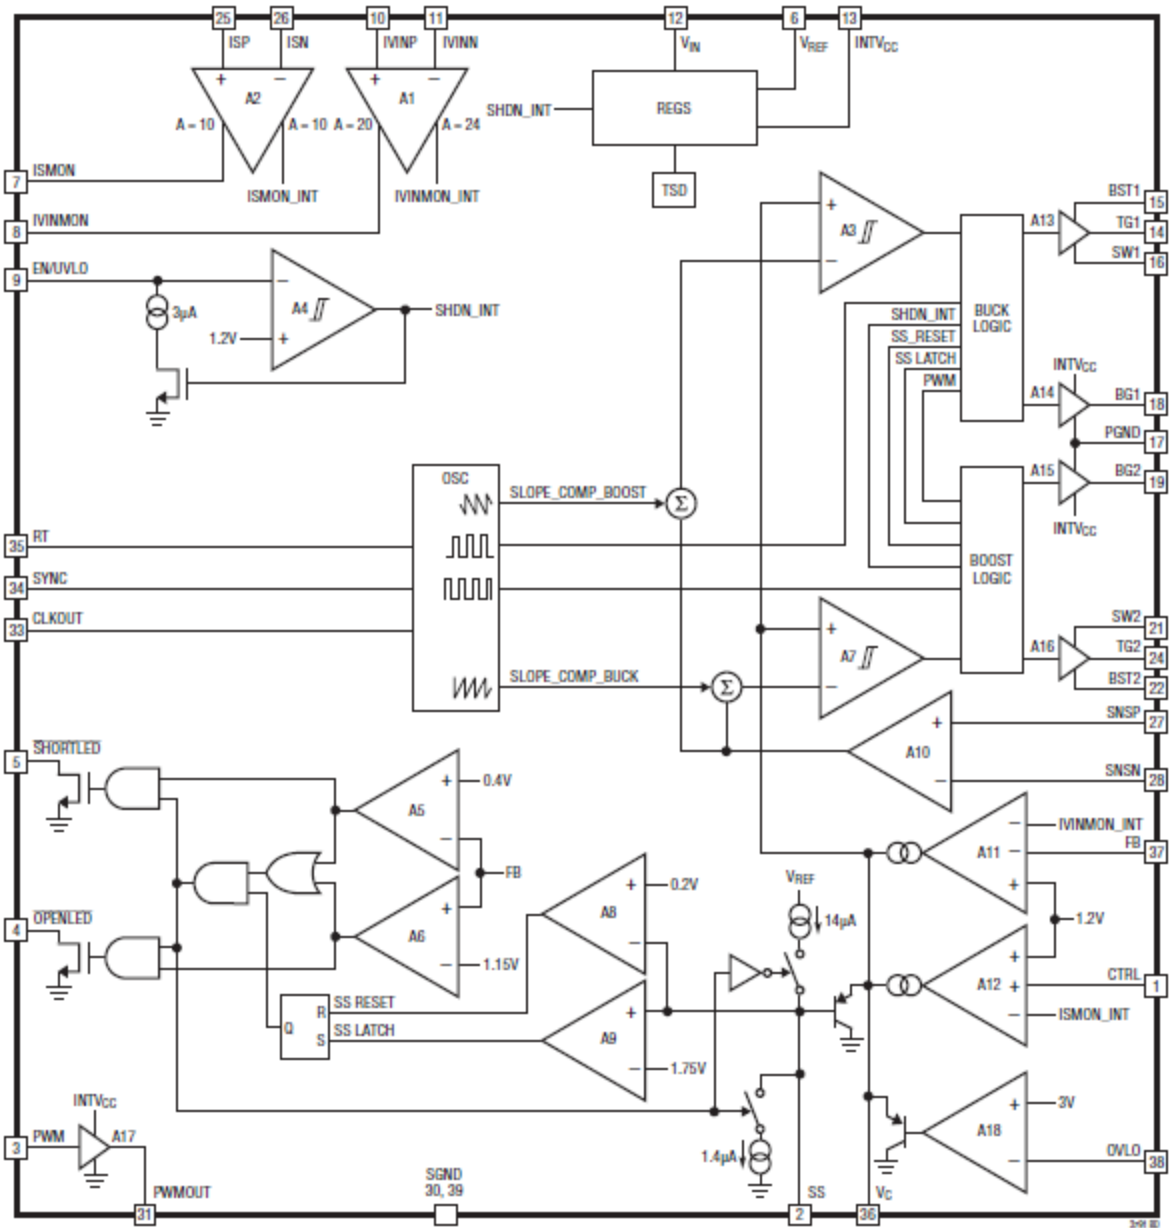 25 26 10 11 12 6 13
ISP ISN IVINP IVINN VIN VREF INTVCC
+ − + −
A2 A1
A = 10 A = 10 A = 20 A = 24
SHDN_INT REGS
TSD
7 ISMON
ISMON_INT IVINMON_INT
8 IVINMON
9 EN/UVLO
3µA
−
A4
+
1.2V
SHDN_INT
+
A3
−
BUCK
LOGIC
SHDN_INT
SS_RESET
SS LATCH
PWM
A13
BST1 15
TG1 14
SW1 16
INTVCC
A14
BG1 18
PGND 17
A15
BG2 19
INTVCC
OSC
SLOPE_COMP_BOOST
Σ
35 RT
34 SYNC
33 CLKOUT
BOOST
LOGIC
SLOPE_COMP_BUCK
Σ
+
A7
−
A16
SW2 21
TG2 24
BST2 22
SNSP 27
+
A10
−
SNSN 28
5 SHORTLED
+
A5
−
0.4V
FB
+
A6
−
1.15V
4 OPENLED
+
A8
−
0.2V
VREF
14µA
−
A11
−
+
IVINMON_INT
FB 37
1.2V
+
A12 +
−
CTRL 1
ISMON_INT
Q R S
SS RESET
SS LATCH
+
A9
−
1.75V
1.4µA
+
A18
−
3V
OVLO 38
INTVCC
3 PWM A17
PWMOUT
31
SGND
30, 39
SS
2
VC
36